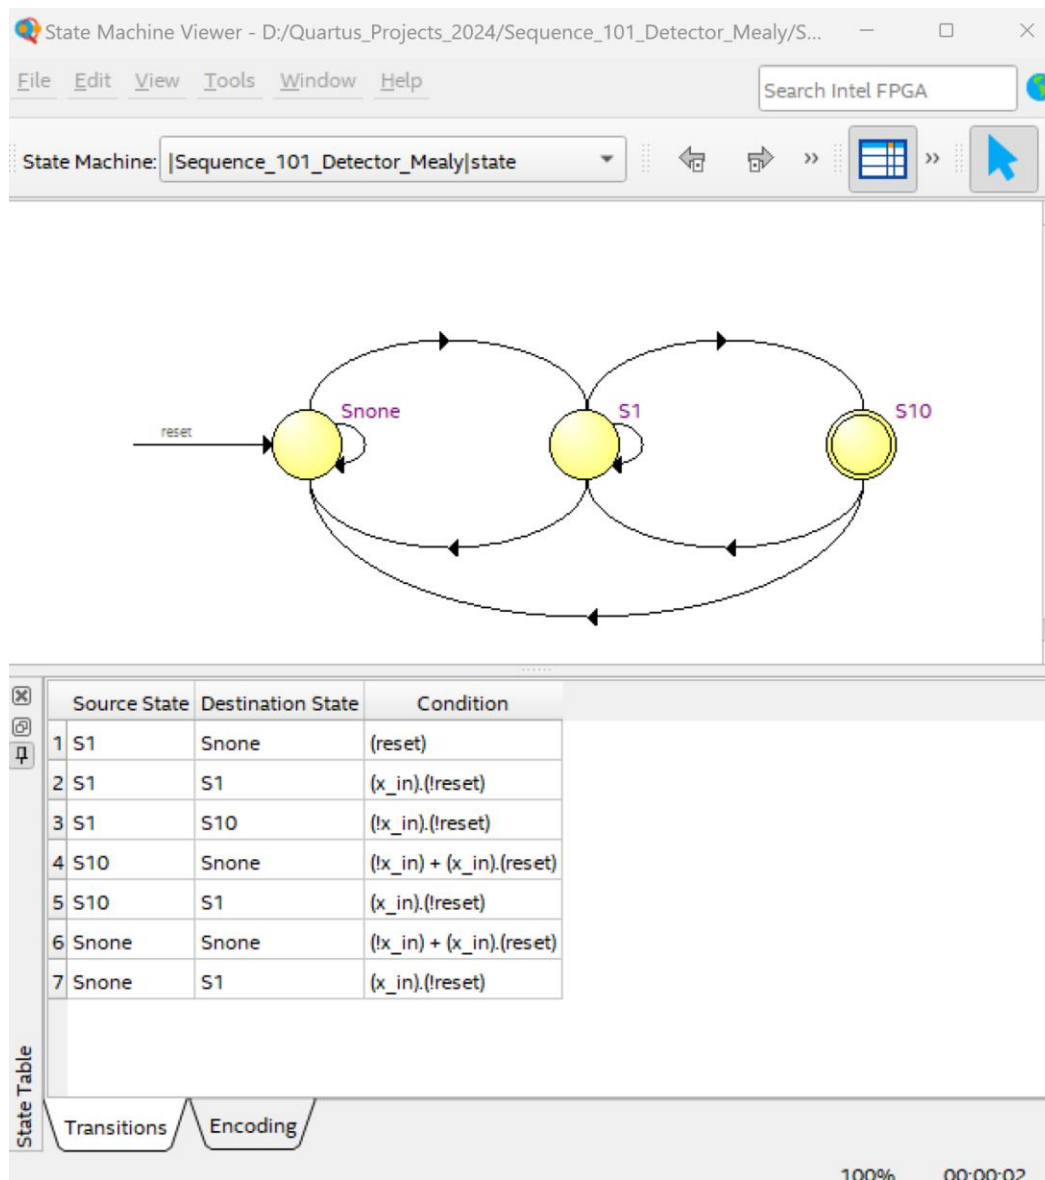 State Machine Viewer - D:/Quartus_Projects_2024/Sequence_101_Detector_Mealy/S...
File Edit View Tools Window Help Search Intel FPGA
State Machine: |Sequence_101_Detector_Mealy|state
Snone S1 S10
reset
Source State Destination State Condition
1 S1 Snone (reset)
2 S1 S1 (x_in).(!reset)
3 S1 S10 (!x_in).(!reset)
4 S10 Snone (!x_in) + (x_in).(reset)
5 S10 S1 (x_in).(!reset)
6 Snone Snone (!x_in) + (x_in).(reset)
7 Snone S1 (x_in).(!reset)
State Table
Transitions Encoding
100% 00:00:02